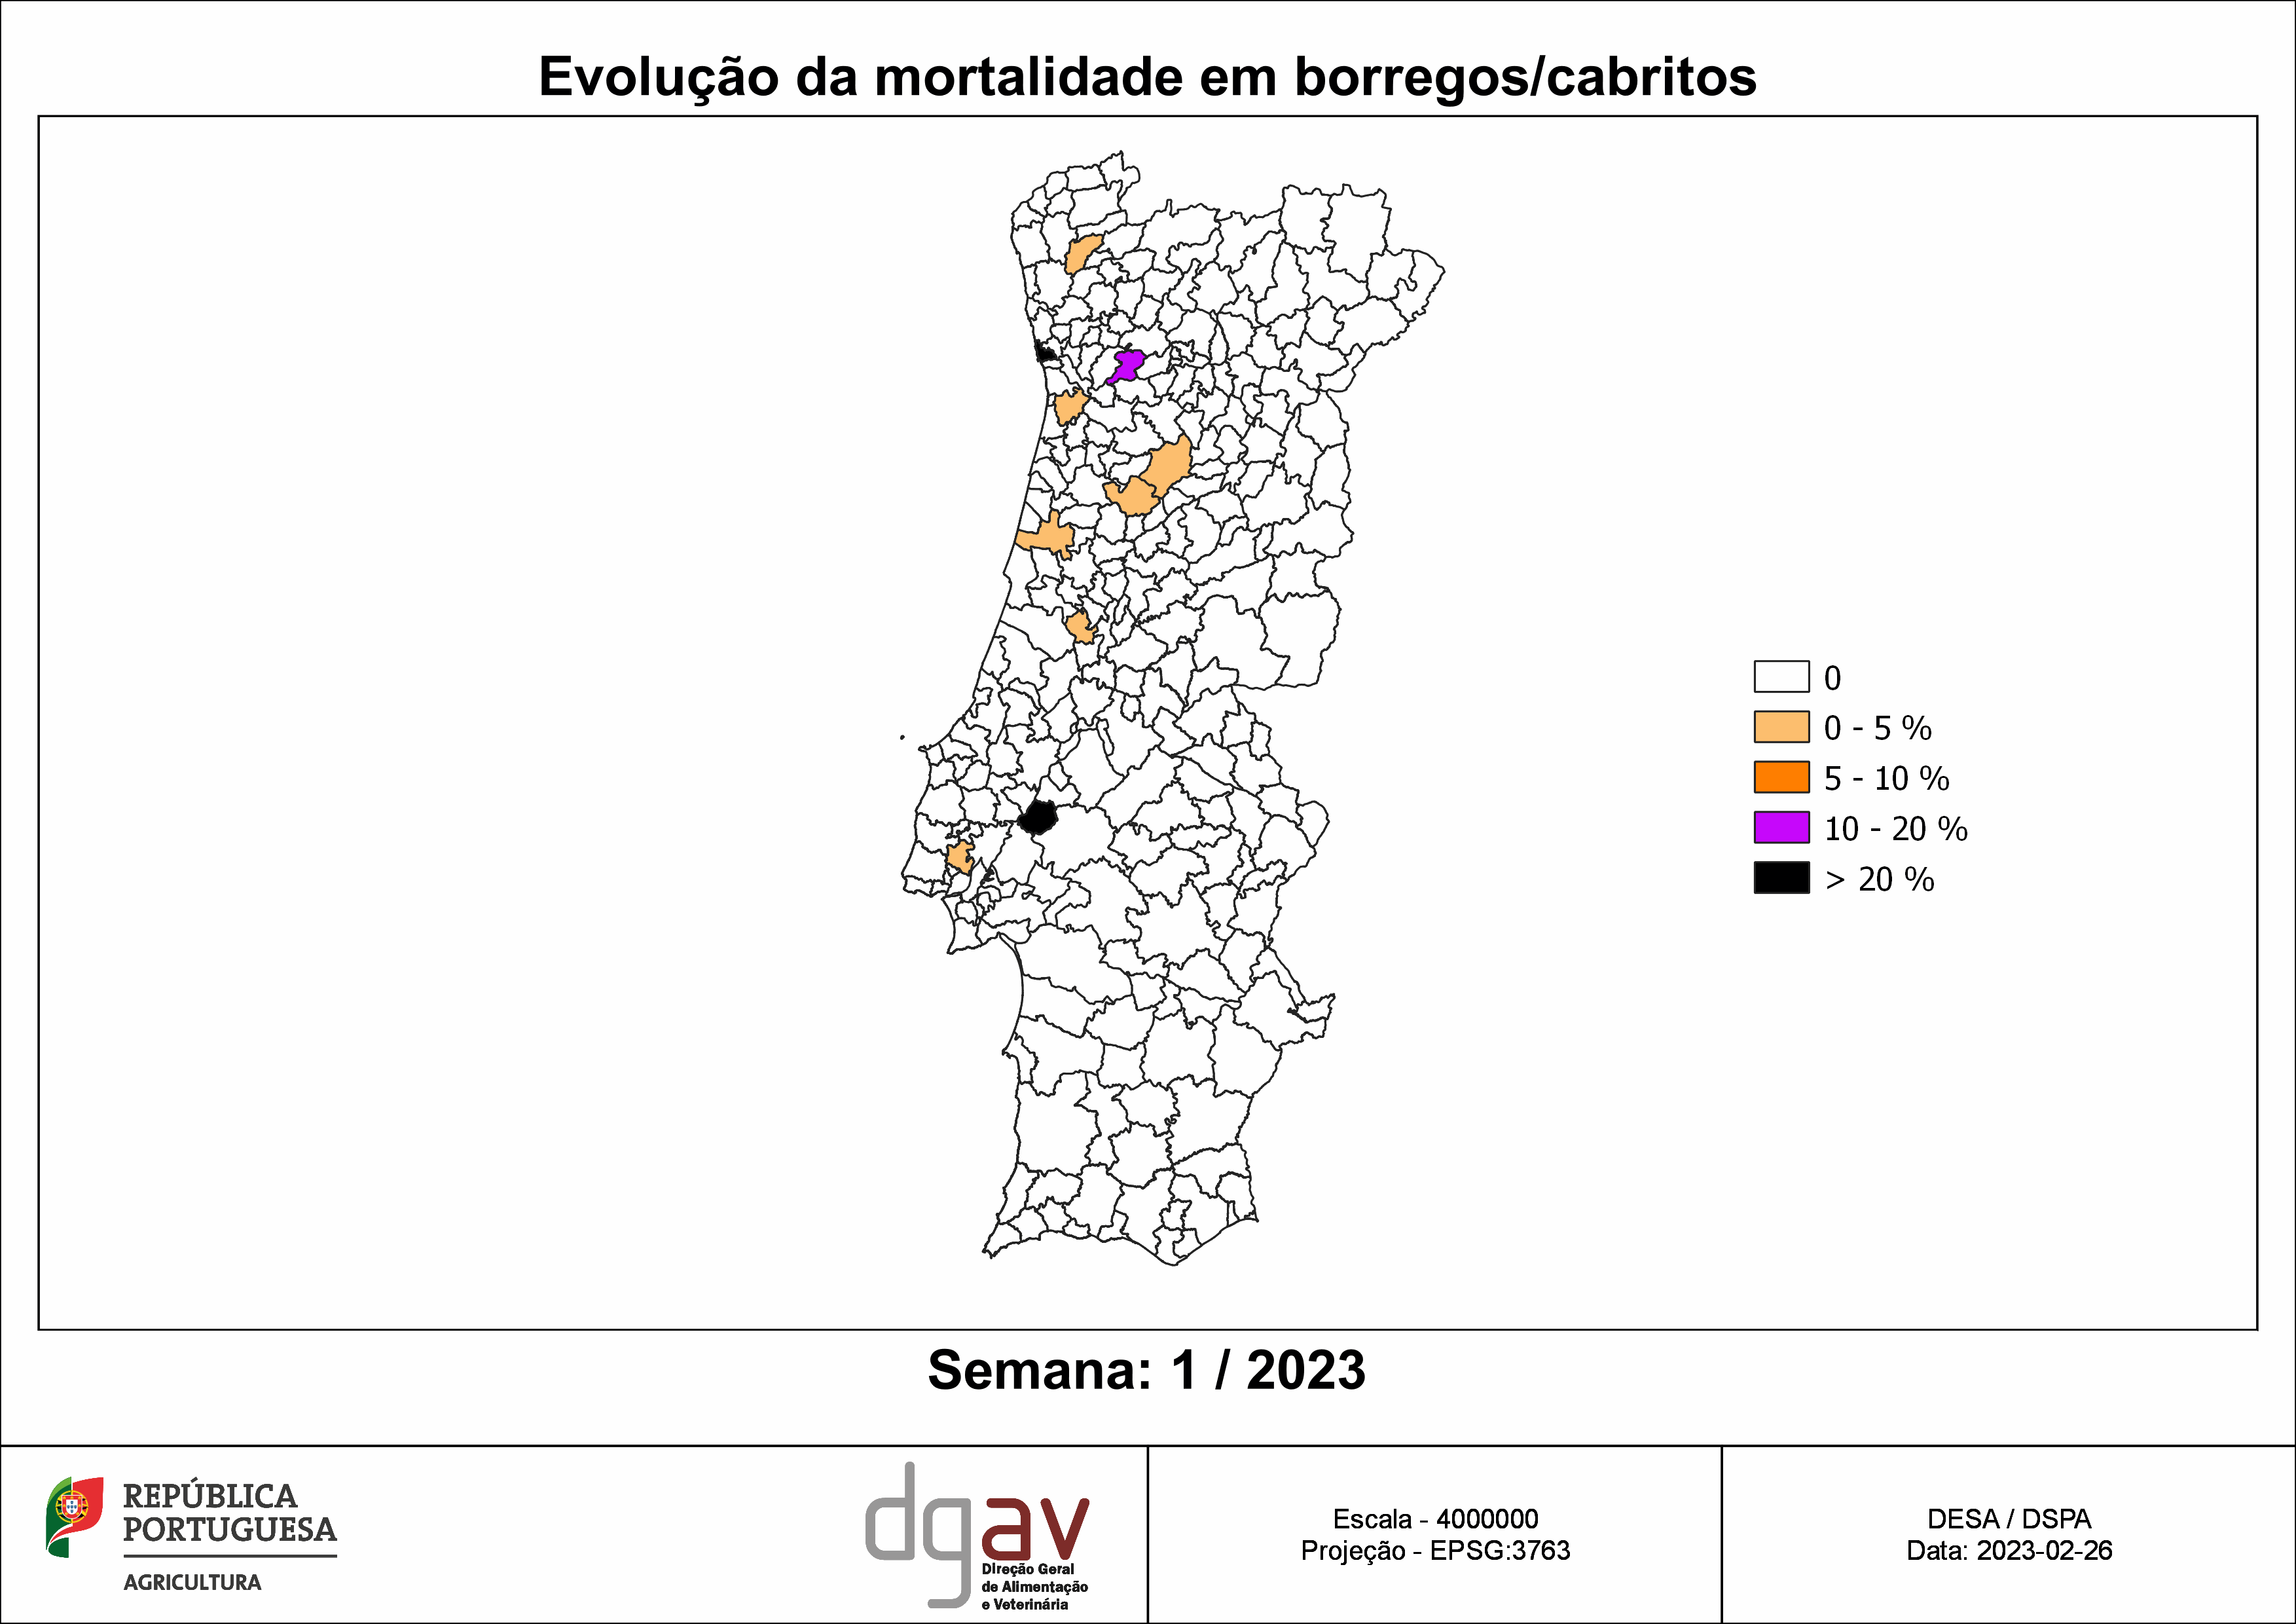 Evolução da mortalidade em borregos/cabritos
0
0 - 5 %
5 - 10 %
10 - 20 %
> 20 %
Semana: 1 / 2023
REPÚBLICA
PORTUGUESA
AGRICULTURA
dgav
Direção Geral
de Alimentação
e Veterinária
Escala - 4000000
Projeção - EPSG:3763
DESA / DSPA
Data: 2023-02-26